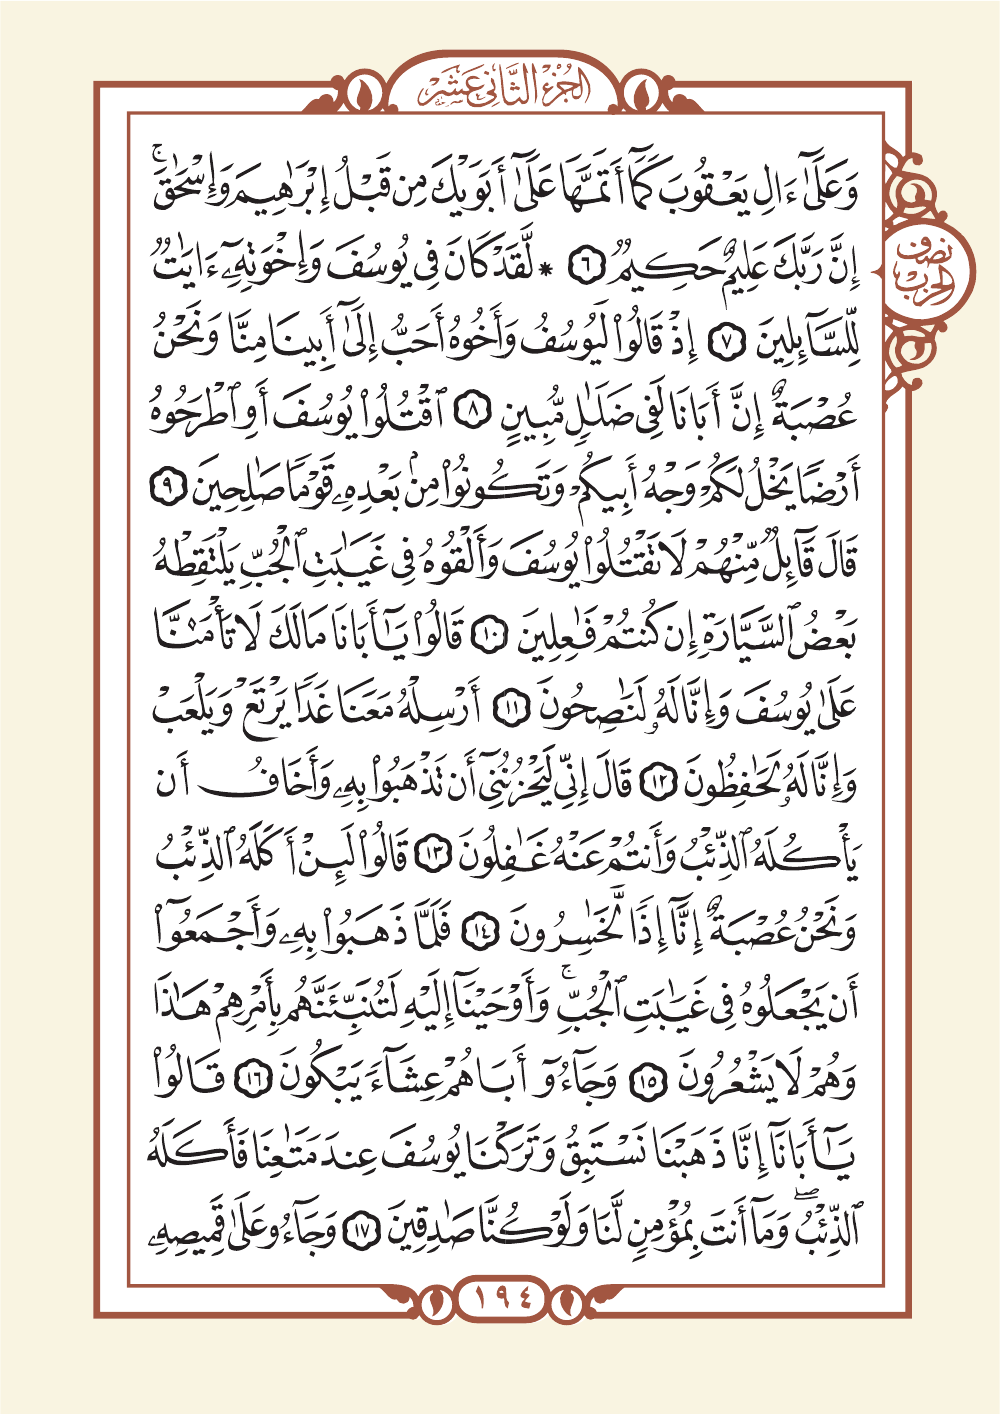 الجزء الثاني عشر
وَعَلَىٰٓ ءَالِ يَعْقُوبَ كَمَآ أَتَمَّهَا عَلَىٰٓ أَبَوَيْكَ مِن قَبْلُ إِبْرَٰهِيمَ وَإِسْحَٰقَۚ
إِنَّ رَبَّكَ عَلِيمٌ حَكِيمٌ ٦ * لَّقَدْ كَانَ فِي يُوسُفَ وَإِخْوَتِهِۦٓ ءَايَٰتٌ
نصف
الحزب
لِّلسَّآئِلِينَ ٧ إِذْ قَالُوا۟ لَيُوسُفُ وَأَخُوهُ أَحَبُّ إِلَىٰٓ أَبِينَا مِنَّا وَنَحْنُ
عُصْبَةٌ إِنَّ أَبَانَا لَفِي ضَلَٰلٍ مُّبِينٍ ٨ ٱقْتُلُوا۟ يُوسُفَ أَوِ ٱطْرَحُوهُ
أَرْضًا يَخْلُ لَكُمْ وَجْهُ أَبِيكُمْ وَتَكُونُوا۟ مِنۢ بَعْدِهِۦ قَوْمًا صَٰلِحِينَ ٩
قَالَ قَآئِلٌ مِّنْهُمْ لَا تَقْتُلُوا۟ يُوسُفَ وَأَلْقُوهُ فِي غَيَٰبَتِ ٱلْجُبِّ يَلْتَقِطْهُ
بَعْضُ ٱلسَّيَّارَةِ إِن كُنتُمْ فَٰعِلِينَ ١٠ قَالُوا۟ يَٰٓأَبَانَا مَالَكَ لَا تَأْمَ۫نَّا
عَلَىٰ يُوسُفَ وَإِنَّا لَهُۥ لَنَٰصِحُونَ ١١ أَرْسِلْهُ مَعَنَا غَدًا يَرْتَعْ وَيَلْعَبْ
وَإِنَّا لَهُۥ لَحَٰفِظُونَ ١٢ قَالَ إِنِّي لَيَحْزُنُنِيٓ أَن تَذْهَبُوا۟ بِهِۦ وَأَخَافُ أَن
يَأْكُلَهُ ٱلذِّئْبُ وَأَنتُمْ عَنْهُ غَٰفِلُونَ ١٣ قَالُوا۟ لَئِنْ أَكَلَهُ ٱلذِّئْبُ
وَنَحْنُ عُصْبَةٌ إِنَّآ إِذًا لَّخَٰسِرُونَ ١٤ فَلَمَّا ذَهَبُوا۟ بِهِۦ وَأَجْمَعُوٓا۟
أَن يَجْعَلُوهُ فِي غَيَٰبَتِ ٱلْجُبِّۚ وَأَوْحَيْنَآ إِلَيْهِ لَتُنَبِّئَنَّهُم بِأَمْرِهِمْ هَٰذَا
وَهُمْ لَا يَشْعُرُونَ ١٥ وَجَآءُوٓ أَبَاهُمْ عِشَآءً يَبْكُونَ ١٦ قَالُوا۟
يَٰٓأَبَانَآ إِنَّا ذَهَبْنَا نَسْتَبِقُ وَتَرَكْنَا يُوسُفَ عِندَ مَتَٰعِنَا فَأَكَلَهُ
ٱلذِّئْبُۖ وَمَآ أَنتَ بِمُؤْمِنٍ لَّنَا وَلَوْ كُنَّا صَٰدِقِينَ ١٧ وَجَآءُو عَلَىٰ قَمِيصِهِۦ
١٩٤